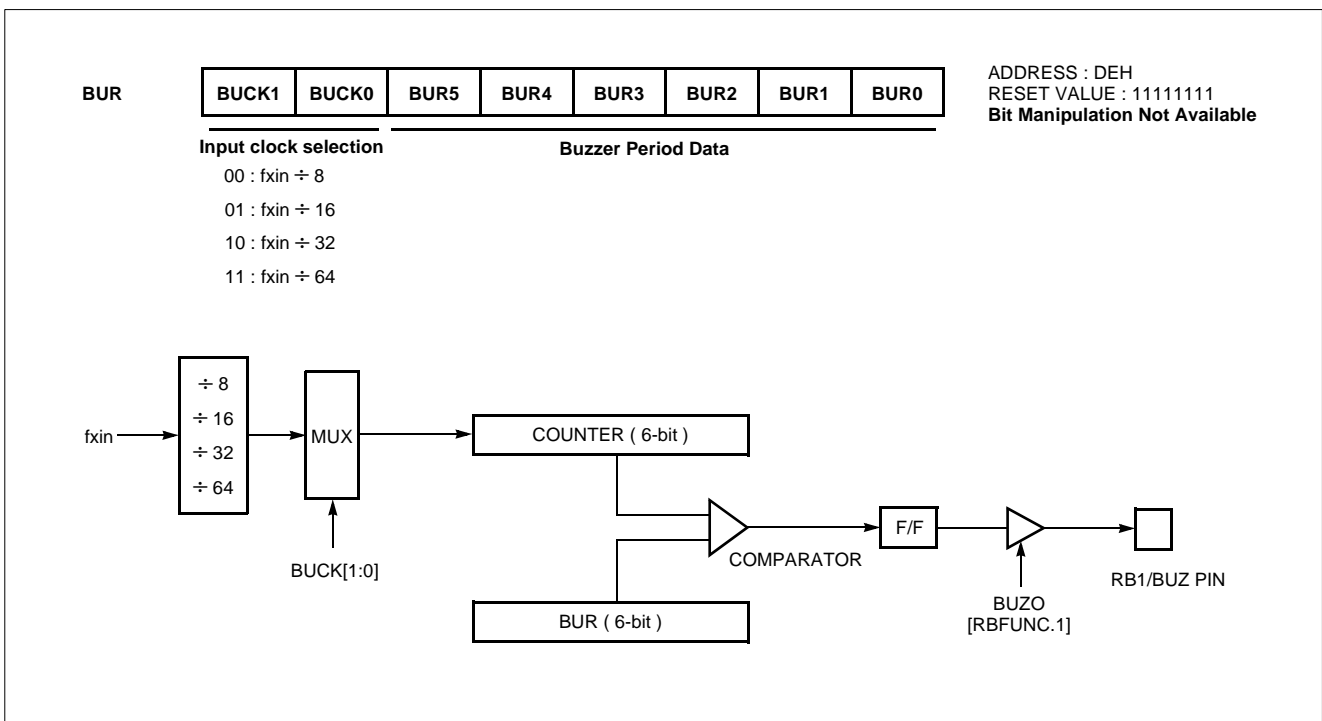 BUR
BUCK1 BUCK0 BUR5 BUR4 BUR3 BUR2 BUR1 BUR0
ADDRESS : DEH
RESET VALUE : 11111111
Bit Manipulation Not Available
Input clock selection
Buzzer Period Data
00 : fxin ÷ 8
01 : fxin ÷ 16
10 : fxin ÷ 32
11 : fxin ÷ 64
fxin
÷ 8
÷ 16
÷ 32
÷ 64
MUX
BUCK[1:0]
COUNTER ( 6-bit )
BUR ( 6-bit )
COMPARATOR
F/F
BUZO
[RBFUNC.1]
RB1/BUZ PIN